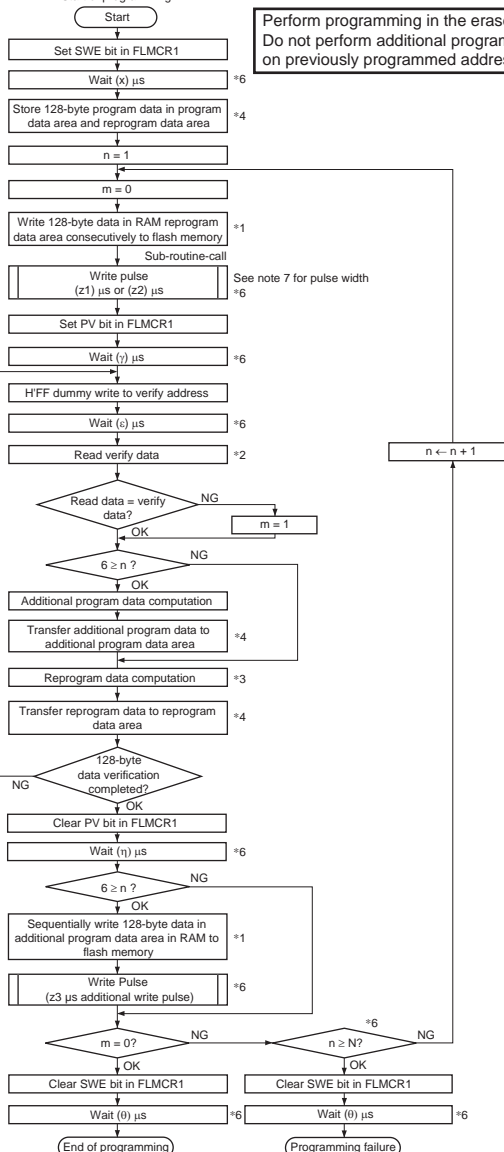 Start
Perform programming in the
Do not perform additional
on previously programmed
Set SWE bit in FLMCR1
Wait (x) μs
*6
Store 128-byte program data in program
data area and reprogram data area
*4
n = 1
m = 0
Write 128-byte data in RAM reprogram
data area consecutively to flash memory
*1
Sub-routine-call
Write pulse
(z1) μs or (z2) μs
See note 7 for pulse width
*6
Set PV bit in FLMCR1
Wait (γ) μs
*6
H'FF dummy write to verify address
Wait (ε) μs
*6
Read verify data
*2
n ← n + 1
Read data = verify
data?
NG
m = 1
OK
6 ≥ n ?
NG
OK
Additional program data computation
Transfer additional program data to
additional program data area
*4
Reprogram data computation
*3
Transfer reprogram data to reprogram
data area
*4
128-byte
data verification
completed?
NG
OK
Clear PV bit in FLMCR1
Wait (η) μs
*6
6 ≥ n ?
NG
OK
Sequentially write 128-byte data in
additional program data area in RAM to
flash memory
*1
Write Pulse
(z3 μs additional write pulse)
*6
*6
m = 0?
NG
n ≥ N?
NG
OK
OK
Clear SWE bit in FLMCR1
Clear SWE bit in FLMCR1
Wait (θ) μs
*6
Wait (θ) μs
*6
End of programming
Programming failure